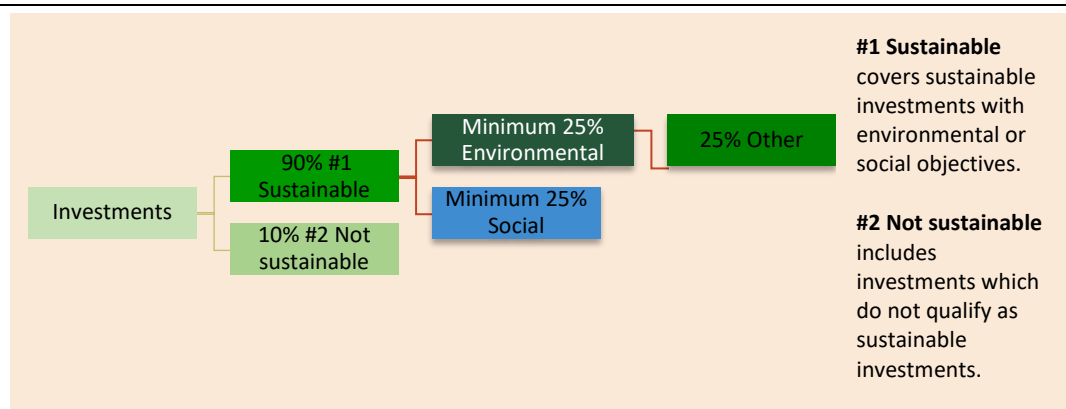 Investments
90% #1
Sustainable
10% #2 Not
sustainable
Minimum 25%
Environmental
Minimum 25%
Social
25% Other
#1 Sustainable
covers sustainable
investments with
environmental or
social objectives.
#2 Not sustainable
includes
investments which
do not qualify as
sustainable
investments.